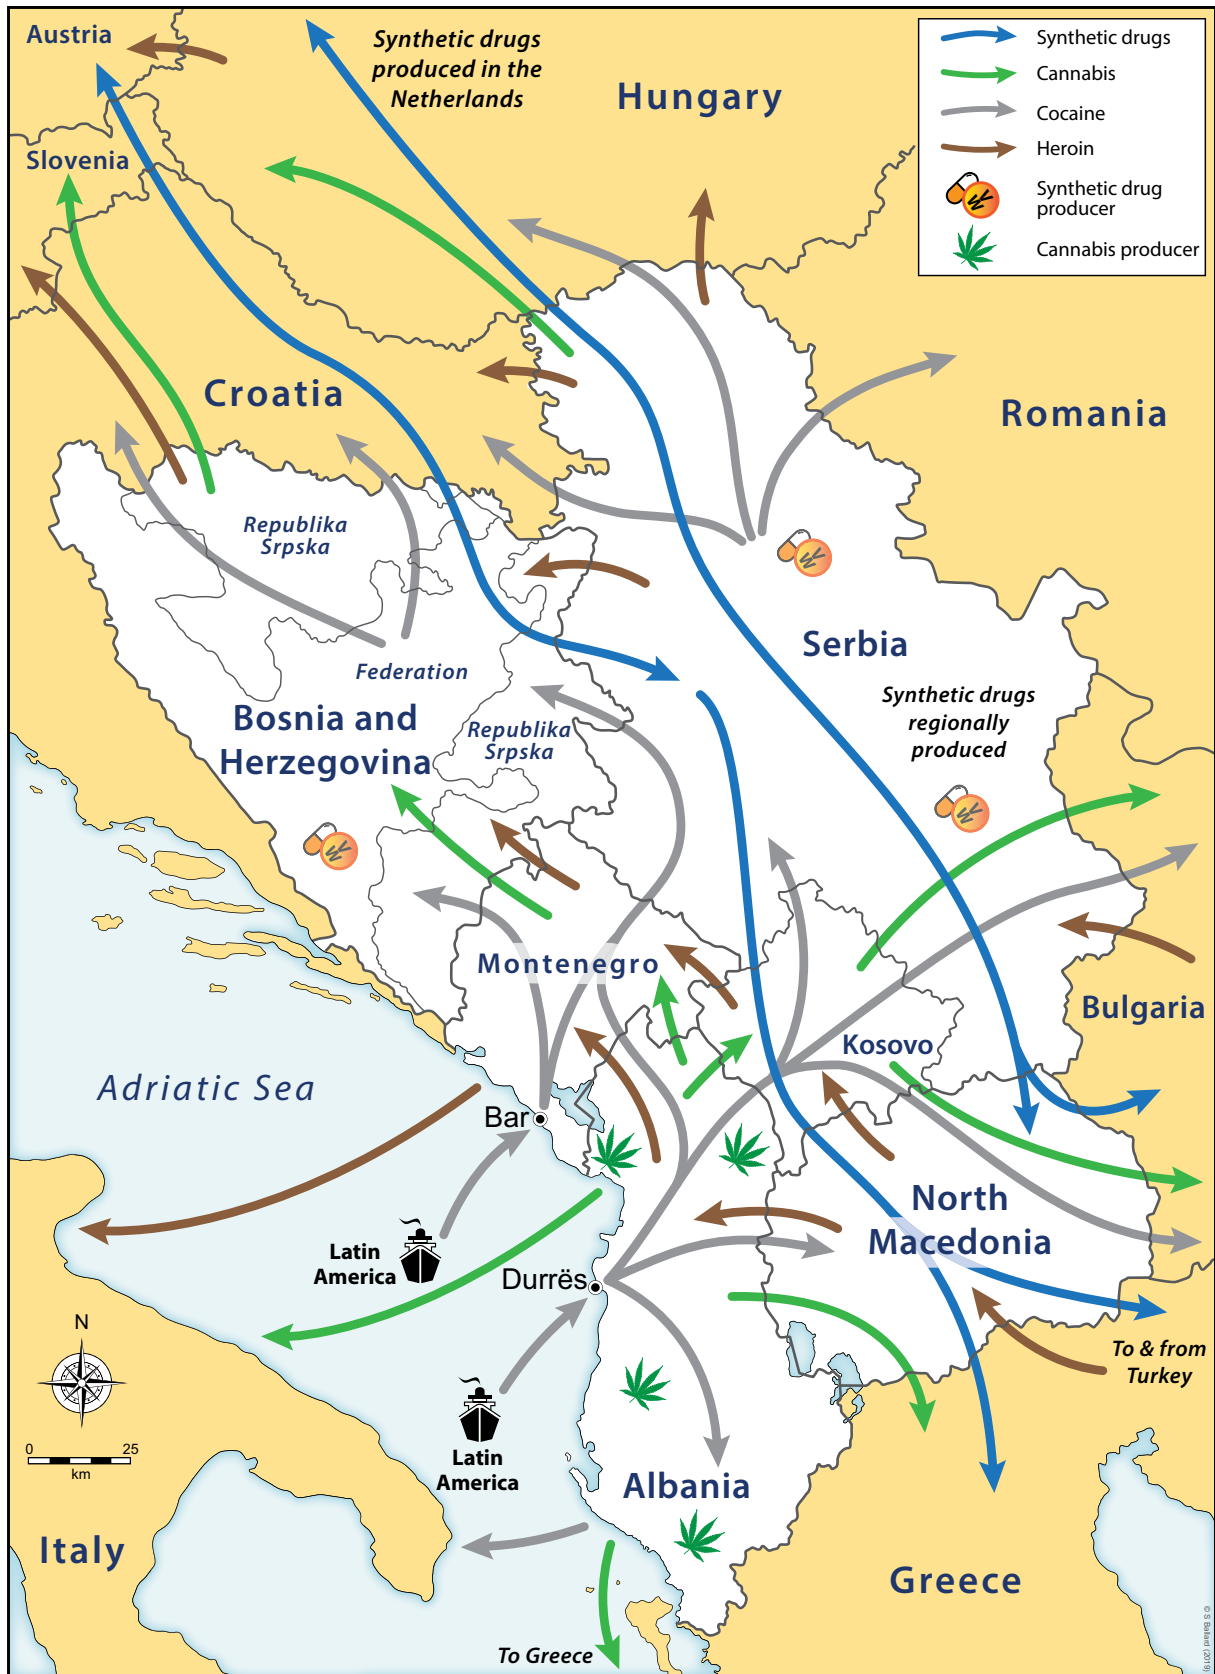 Austria
Synthetic drugs
produced in the
Netherlands
Hungary
Synthetic drugs
Cannabis
Cocaine
Heroin
Synthetic drug
producer
Cannabis producer
Slovenia
Croatia
Romania
Republika
Srpska
Federation
Serbia
Bosnia and
Herzegovina
Republika
Srpska
Synthetic drugs
regionally
produced
Montenegro
Bulgaria
Kosovo
Adriatic Sea
Bar
North
Macedonia
Latin
America
Durrës
N
To & from
Turkey
0 25
km
Latin
America
Albania
Italy
Greece
To Greece
© S Ballard (2019)